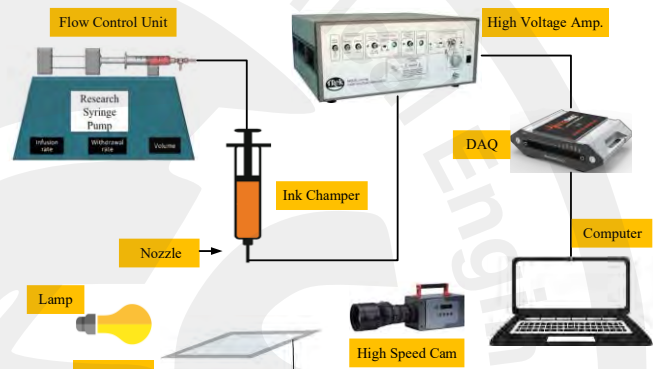 Flow Control Unit
High Voltage Amp.
Research
Syringe
Pump
Infusion
rate
Withdrawal
rate
Volume
DAQ
Ink Champer
Computer
Nozzle
Lamp
High Speed Cam